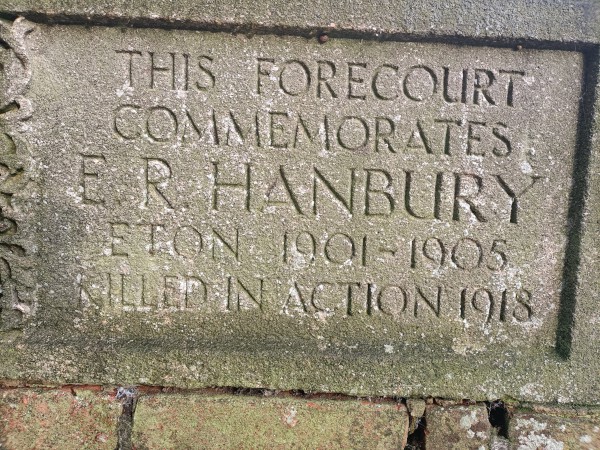 THIS FORECOURT
COMMEMORATES
E. R. HANBURY
ETON 1901-1905
KILLED IN ACTION 1918